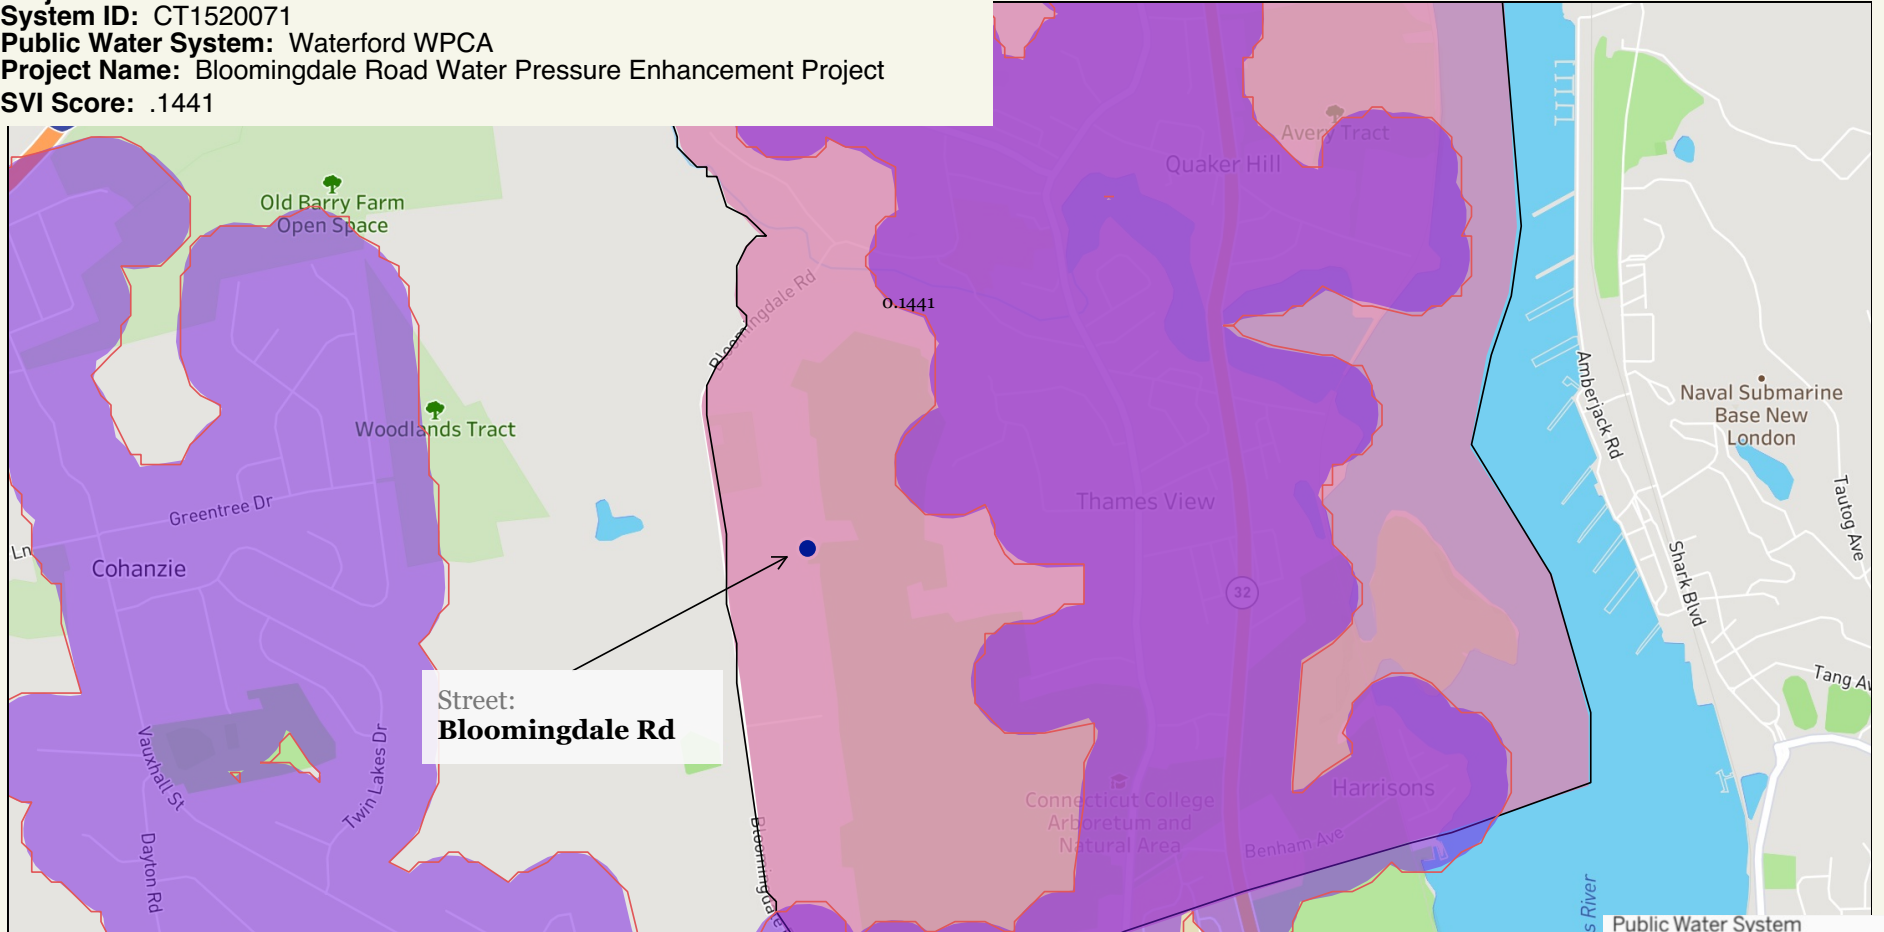 System ID: CT1520071
Public Water System: Waterford WPCA
Project Name: Bloomingdale Road Water Pressure Enhancement Project
SVI Score: .1441
Avery Tract
Quaker Hill
Old Barry Farm
Open Space
Bloomingdale Rd
0.1441
Amberjack Rd
Naval Submarine
Base New
London
Woodlands Tract
Tautog Ave
Thames View
Greentree Dr
Ln
Cohanzie
32
Shark Blvd
Tang Av
Street:
Bloomingdale Rd
Vauxhall St
Twin Lakes Dr
Harrisons
Connecticut College
Arboretum and
Natural Area
Benham Ave
Dayton Rd
Bloomingdale
s River
Public Water System